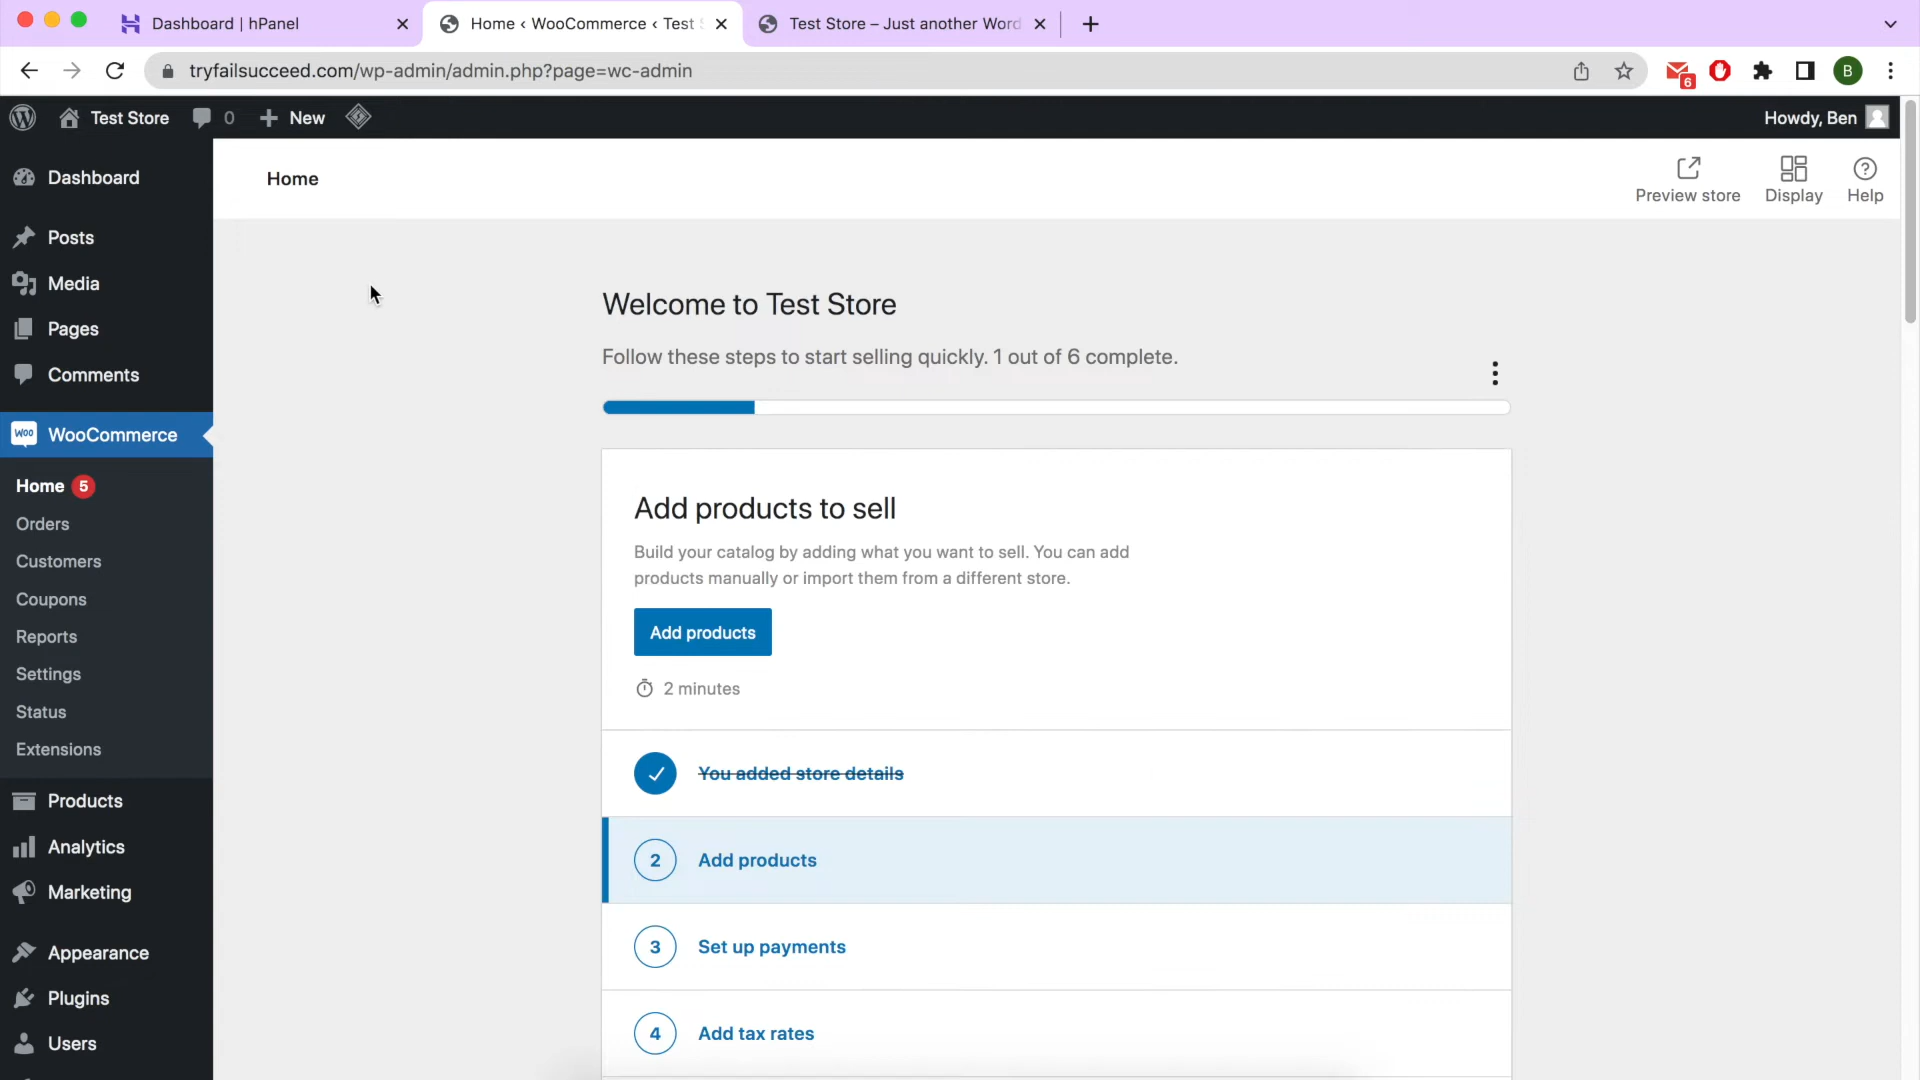 Dashboard | hPanel
Home ‹ WooCommerce ‹ Test
Test Store – Just another Word
tryfailsucceed.com/wp-admin/admin.php?page=wc-admin
6
B
Test Store
0
New
Howdy, Ben
Dashboard
Posts
Media
Pages
Comments
Woo
WooCommerce
Home 5
Orders
Customers
Coupons
Reports
Settings
Status
Extensions
Products
Analytics
Marketing
Appearance
Plugins
Users
Home
Preview store
Display
Help
Welcome to Test Store
Follow these steps to start selling quickly. 1 out of 6 complete.
Add products to sell
Build your catalog by adding what you want to sell. You can add
products manually or import them from a different store.
Add products
2 minutes
You added store details
2 Add products
3 Set up payments
4 Add tax rates